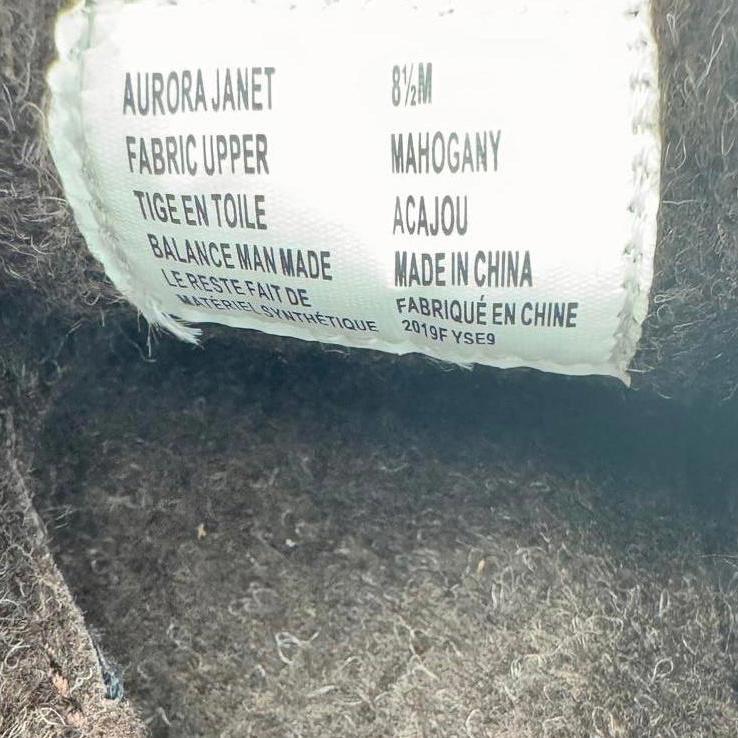 AURORA JANET 8½M
FABRIC UPPER MAHOGANY
TIGE EN TOILE ACAJOU
BALANCE MAN MADE MADE IN CHINA
LE RESTE FAIT DE FABRIQUÉ EN CHINE
MATÉRIEL SYNTHÉTIQUE 2019F YSE9